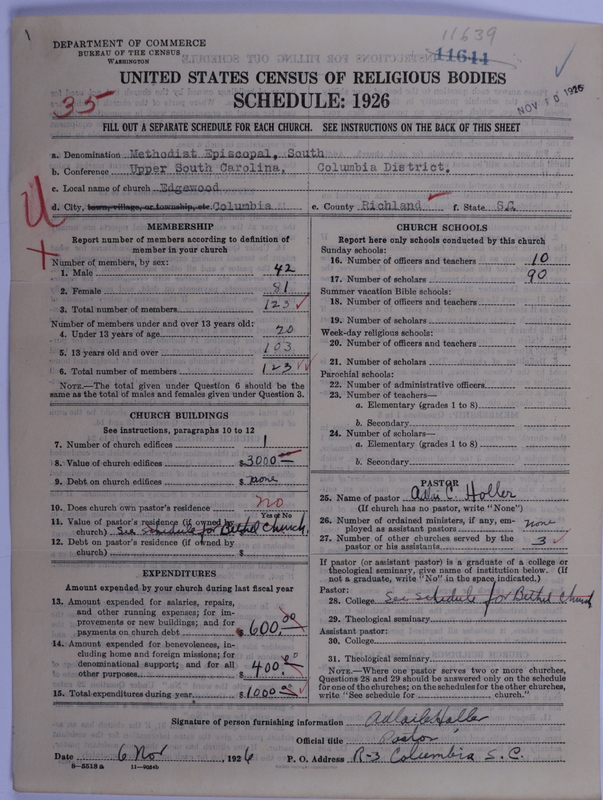 11639
DEPARTMENT OF COMMERCE
BUREAU OF THE CENSUS
WASHINGTON
11644
UNITED STATES CENSUS OF RELIGIOUS BODIES
SCHEDULE: 1926
35
NOV 10 1926
FILL OUT A SEPARATE SCHEDULE FOR EACH CHURCH. SEE INSTRUCTIONS ON THE BACK OF THIS SHEET
a. Denomination Methodist Episcopal, South
b. Conference Upper South Carolina, Columbia District.
c. Local name of church Edgewood
d. City, town, village, or township, etc. Columbia e. County Richland f. State S.C.
MEMBERSHIP
Report number of members according to definition of
member in your church
Number of members, by sex:
1. Male 42
2. Female 81
3. Total number of members 123
Number of members under and over 13 years old:
4. Under 13 years of age 20
5. 13 years old and over 103
6. Total number of members 123
NOTE.—The total given under Question 6 should be the
same as the total of males and females given under Question 3.
CHURCH BUILDINGS
See instructions, paragraphs 10 to 12
7. Number of church edifices 1
8. Value of church edifices $3000
9. Debt on church edifices $none
10. Does church own pastor's residence no
Yes or No
11. Value of pastor's residence (if owned by
church) See schedule for Bethel Church
12. Debt on pastor's residence (if owned by
church) $
EXPENDITURES
Amount expended by your church during last fiscal year
13. Amount expended for salaries, repairs,
and other running expenses; for im-
provements or new buildings; and for
payments on church debt $600.00
14. Amount expended for benevolences, in-
cluding home and foreign missions; for
denominational support; and for all
other purposes $400.00
15. Total expenditures during year $1000.00
CHURCH SCHOOLS
Report here only schools conducted by this church
Sunday schools:
16. Number of officers and teachers 10
17. Number of scholars 90
Summer vacation Bible schools:
18. Number of officers and teachers
19. Number of scholars
Week-day religious schools:
20. Number of officers and teachers
21. Number of scholars
Parochial schools:
22. Number of administrative officers
23. Number of teachers—
a. Elementary (grades 1 to 8)
b. Secondary
24. Number of scholars—
a. Elementary (grades 1 to 8)
b. Secondary
PASTOR
25. Name of pastor C. Holler
(If church has no pastor, write "None")
26. Number of ordained ministers, if any, em-
ployed as assistant pastors none
27. Number of other churches served by the
pastor or his assistants 3
If pastor (or assistant pastor) is a graduate of a college or
theological seminary, give name of institution below. (If
not a graduate, write "No" in the space indicated.)
Pastor:
28. College See schedule for Bethel Church
29. Theological seminary
Assistant pastor:
30. College
31. Theological seminary
NOTE.—Where one pastor serves two or more churches,
Questions 28 and 29 should be answered only on the schedule
for one of the churches; on the schedules for the other churches,
write "See schedule for church."
Signature of person furnishing information Holler
Official title Pastor
Date 6 Nov, 1926 P. O. Address R-3 Columbia S. C.
8-5518 a 11-9034b